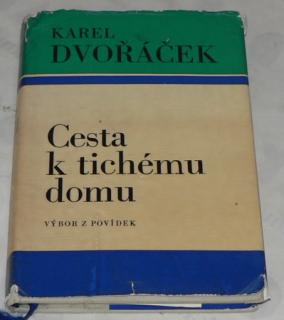 KAREL
DVOŘÁČEK
Cesta
k tichému
domu
VÝBOR Z POVÍDEK